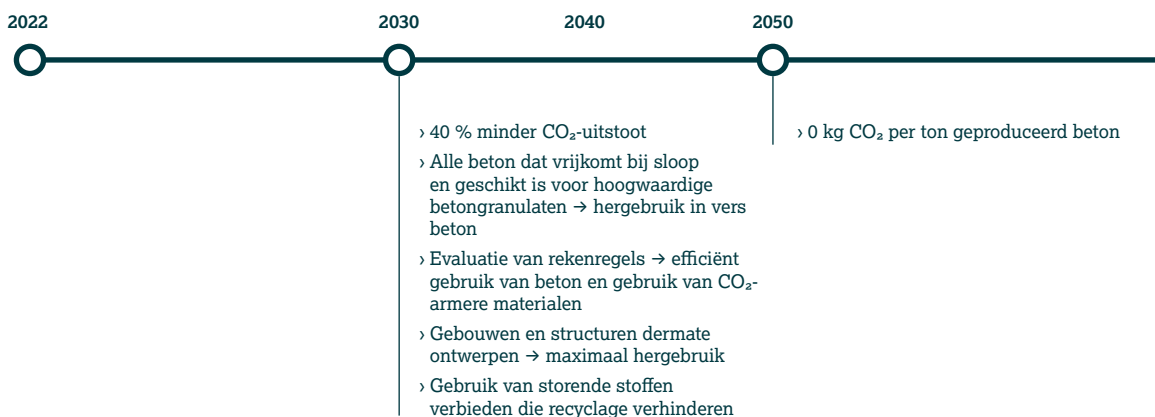 2022 2030 2040 2050
› 40 % minder CO₂-uitstoot
› Alle beton dat vrijkomt bij sloop
en geschikt is voor hoogwaardige
betongranulaten → hergebruik in vers
beton
› Evaluatie van rekenregels → efficiënt
gebruik van beton en gebruik van CO₂-
armere materialen
› Gebouwen en structuren dermate
ontwerpen → maximaal hergebruik
› Gebruik van storende stoffen
verbieden die recyclage verhinderen
› 0 kg CO₂ per ton geproduceerd beton